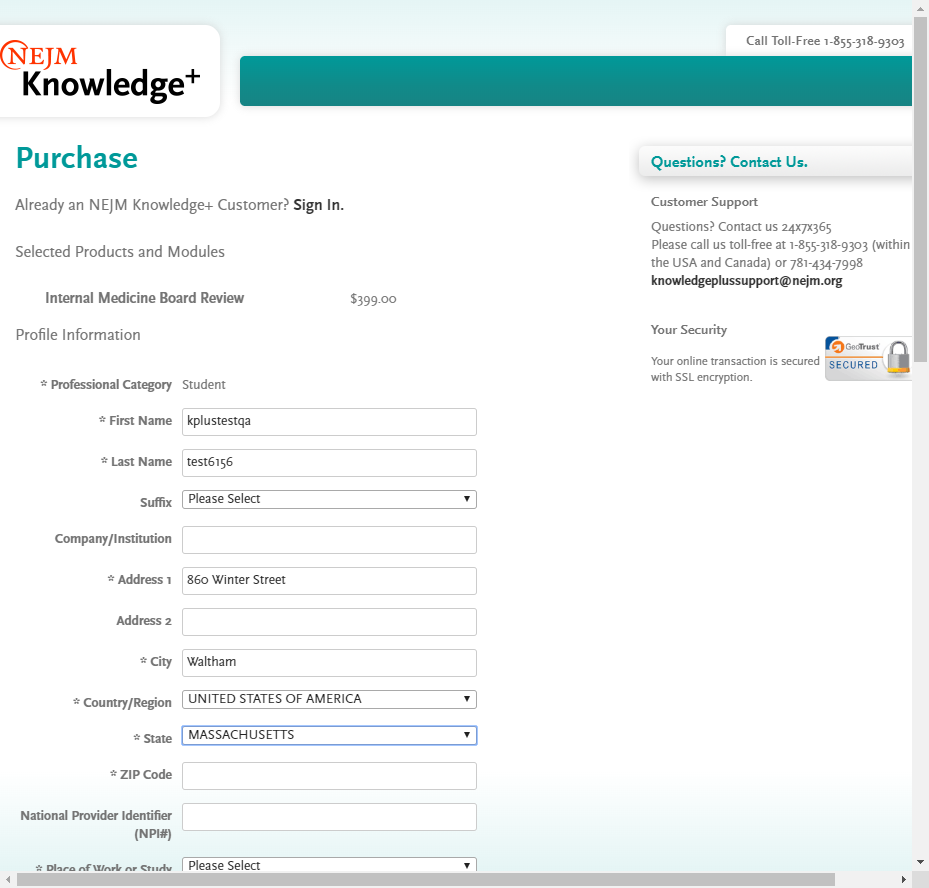 Call Toll-Free 1-855-318-9303
NEJM
Knowledge+
Purchase
Already an NEJM Knowledge+ Customer? Sign In.
Selected Products and Modules
Internal Medicine Board Review $399.00
Profile Information
* Professional Category Student
* First Name kplustestqa
* Last Name test6156
Suffix Please Select
Company/Institution
* Address 1 860 Winter Street
Address 2
* City Waltham
* Country/Region UNITED STATES OF AMERICA
* State MASSACHUSETTS
* ZIP Code
National Provider Identifier
(NPI#)
* Place of Work or Study Please Select
Questions? Contact Us.
Customer Support
Questions? Contact us 24x7x365
Please call us toll-free at 1-855-318-9303 (within
the USA and Canada) or 781-434-7998
knowledgeplussupport@nejm.org
Your Security
Your online transaction is secured
with SSL encryption.
GeoTrust
SECURED